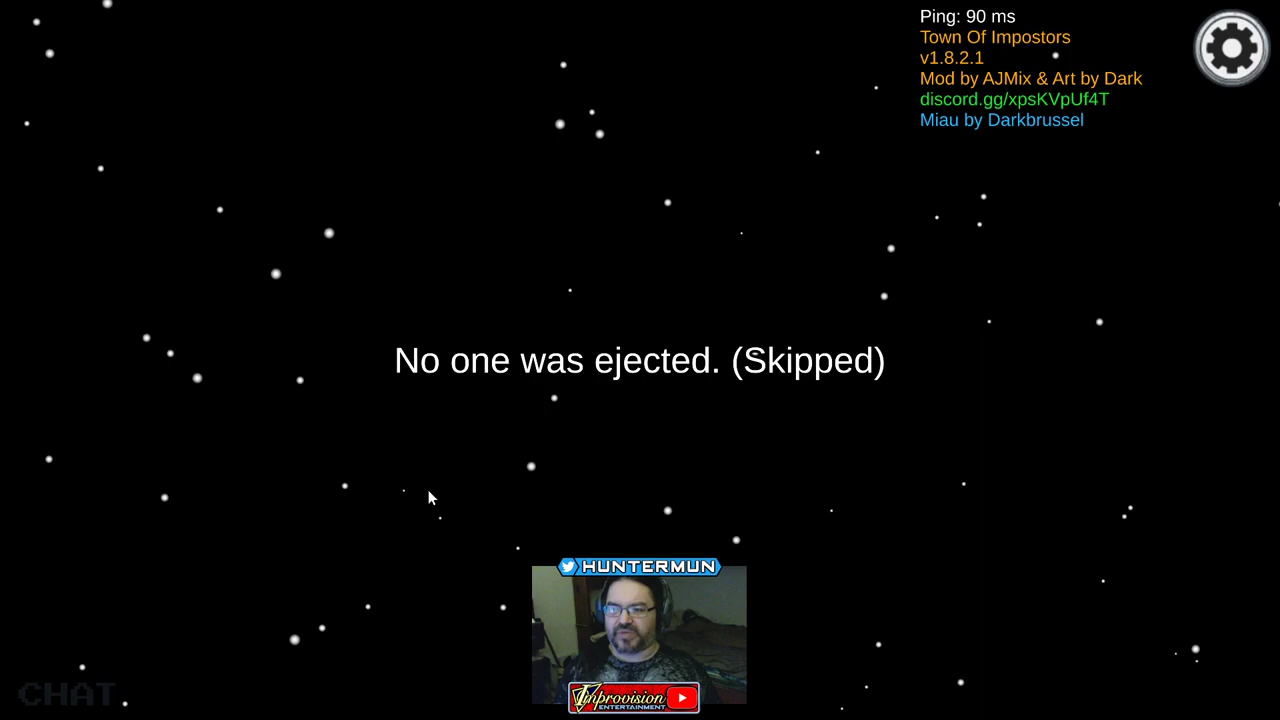 Ping: 90 ms
Town Of Impostors
v1.8.2.1
Mod by AJMix & Art by Dark
discord.gg/xpsKVpUf4T
Miau by Darkbrussel
No one was ejected. (Skipped)
HUNTERMUN
Improvision
ENTERTAINMENT
CHAT